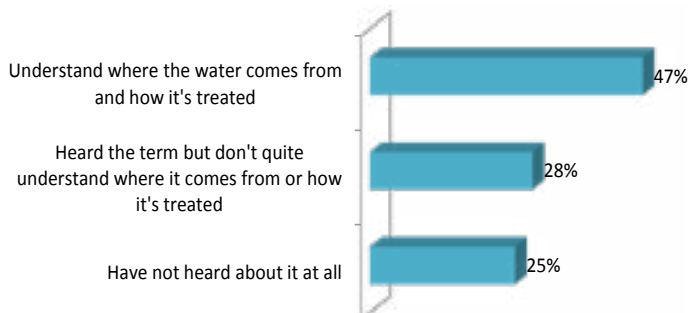 Understand where the water comes from
and how it's treated
47%
Heard the term but don't quite
understand where it comes from or how
it's treated
28%
Have not heard about it at all
25%